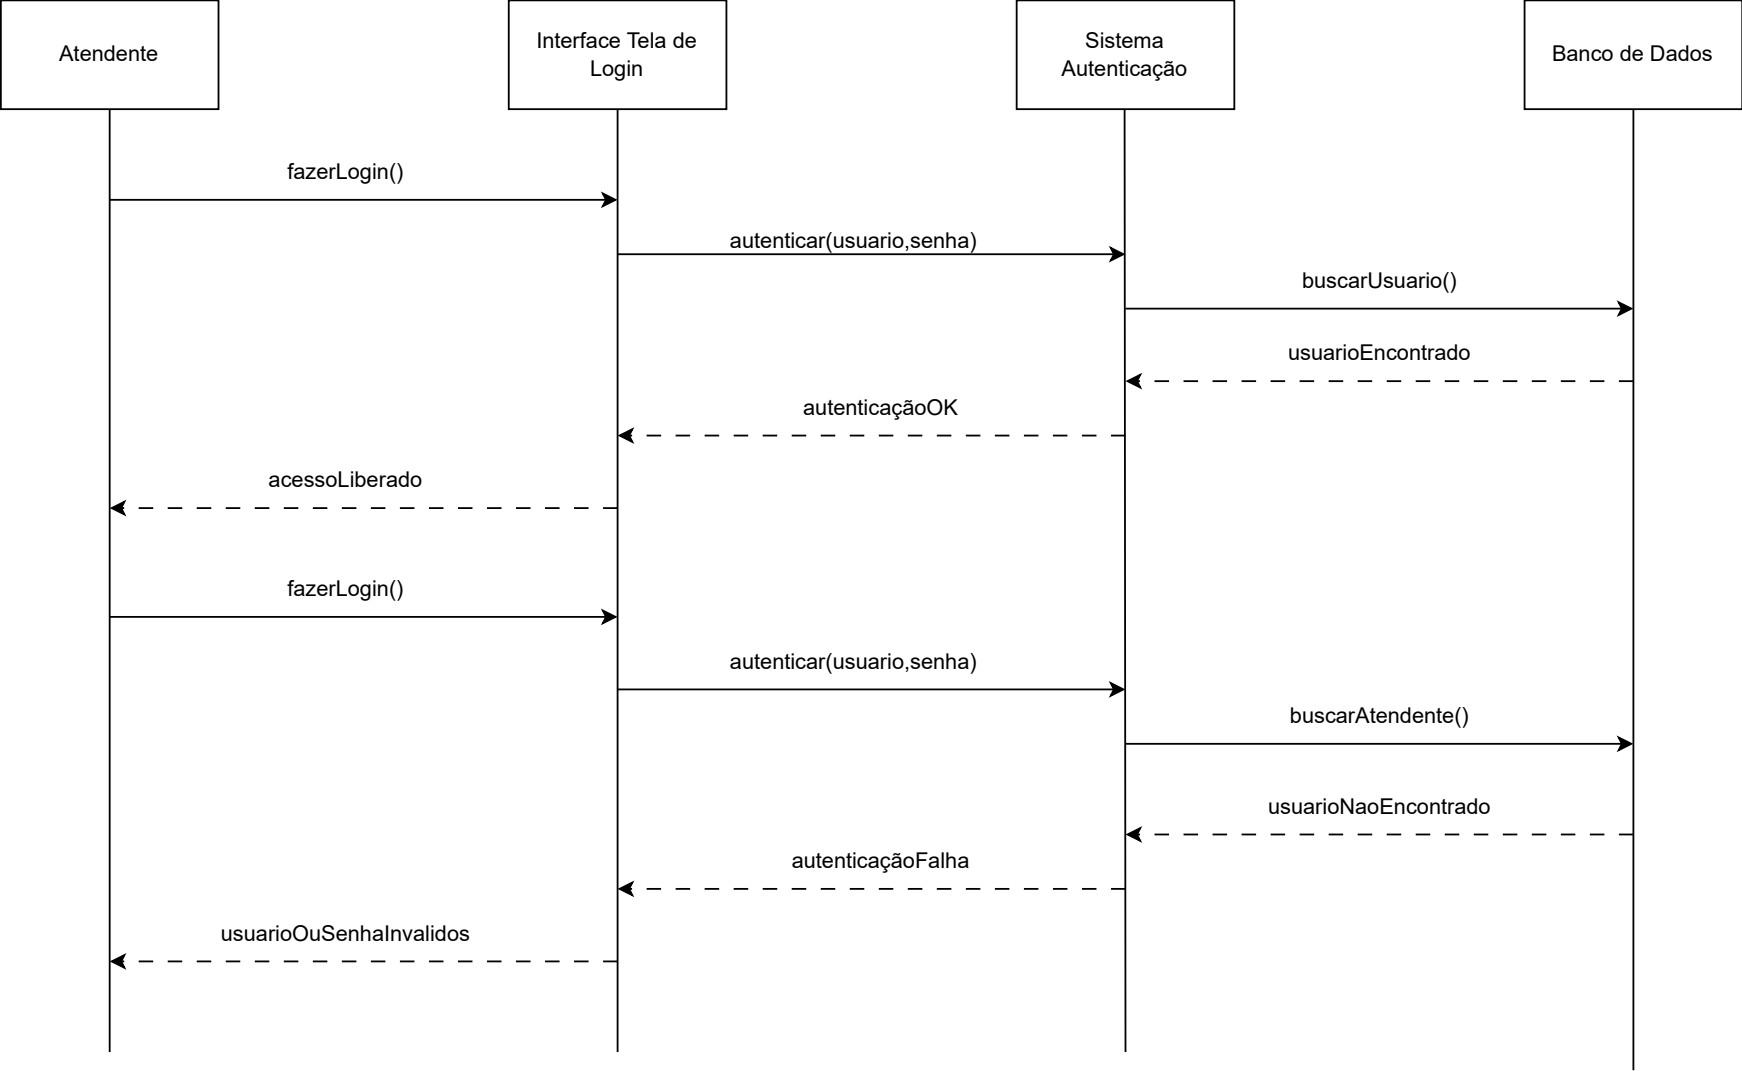 Atendente
Interface Tela de
Login
Sistema
Autenticação
Banco de Dados
fazerLogin()
autenticar(usuario,senha)
buscarUsuario()
usuarioEncontrado
autenticaçãoOK
acessoLiberado
fazerLogin()
autenticar(usuario,senha)
buscarAtendente()
usuarioNaoEncontrado
autenticaçãoFalha
usuarioOuSenhaInvalidos